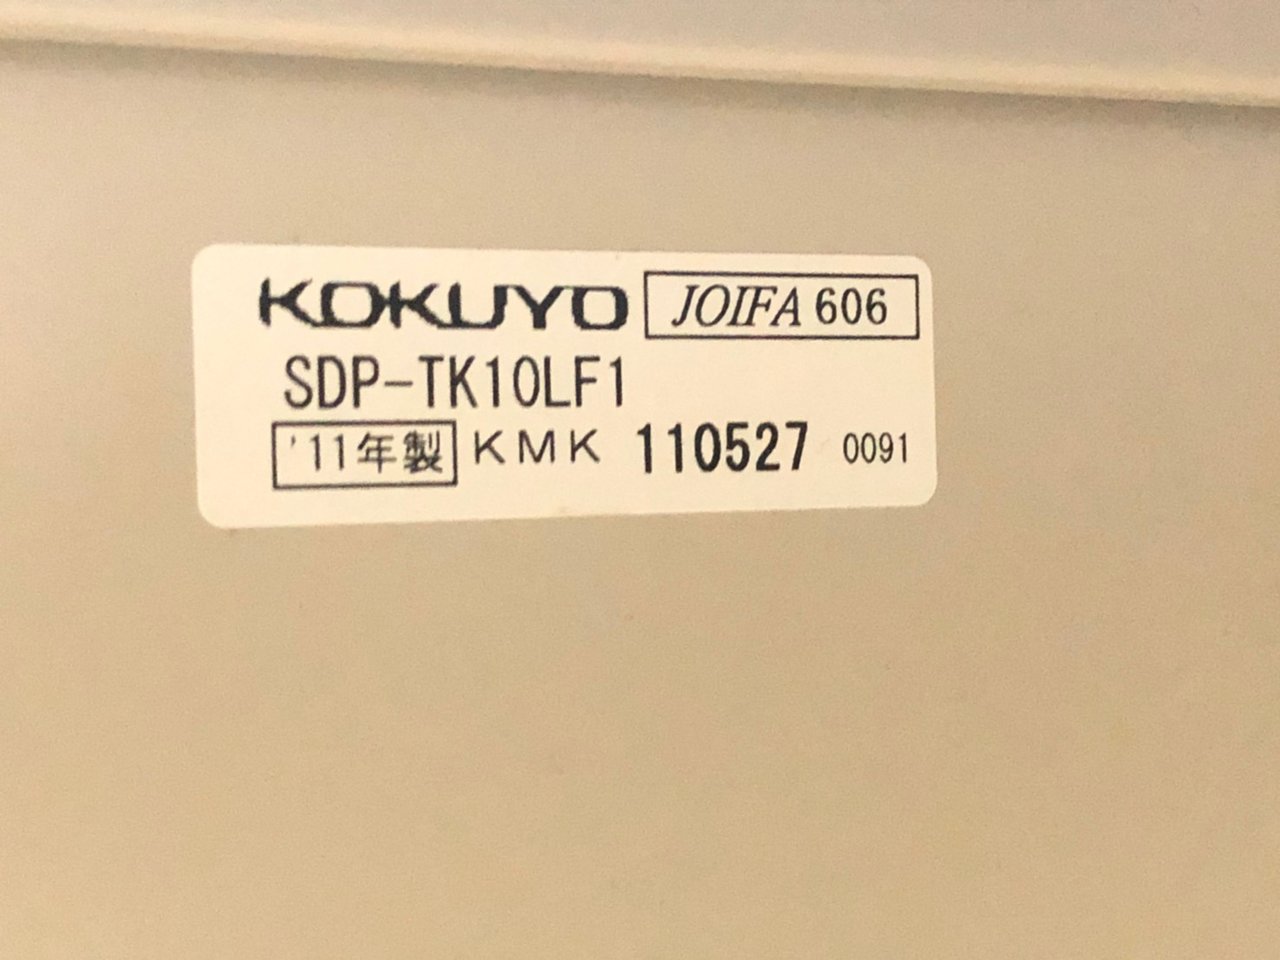 KOKUYO JOIFA 606
SDP-TK10LF1
'11年製 KMK 110527 0091